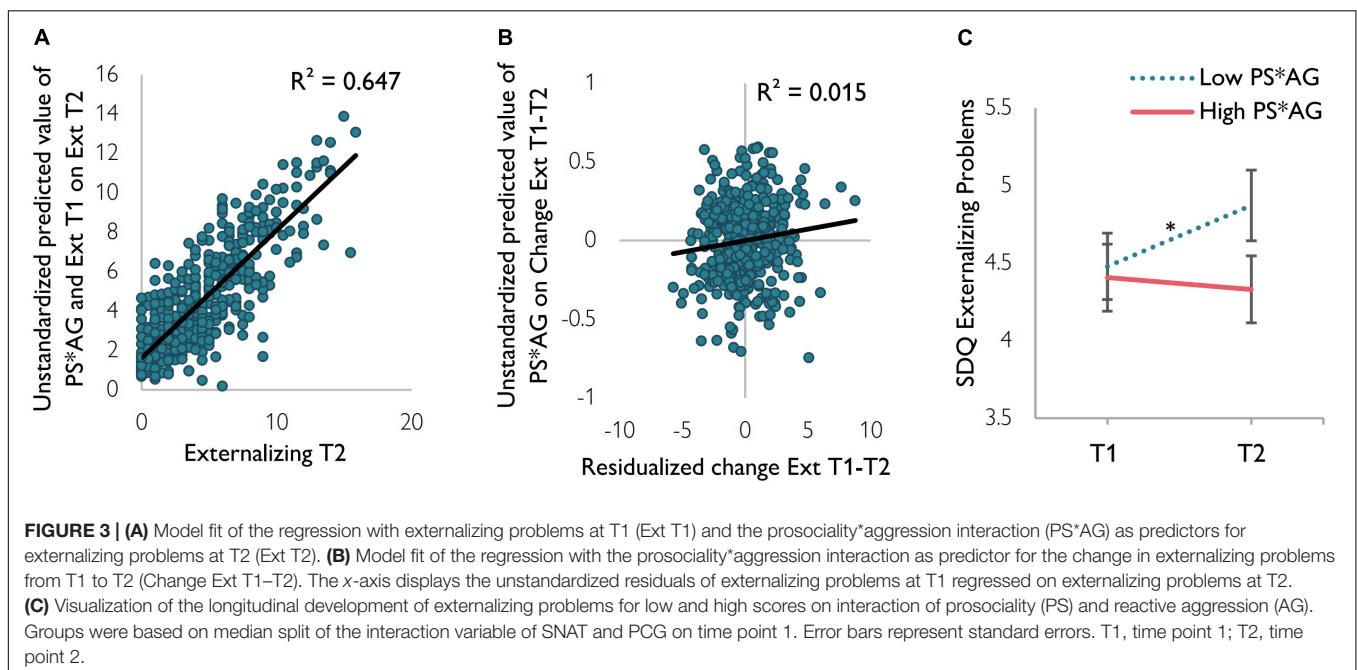 A
Unstandardized predicted value of
PS*AG and Ext T1 on Ext T2
R² = 0.647
16
14
12
10
8
6
4
2
0
0
10
20
Externalizing T2
B
Unstandardized predicted value of
PS*AG on Change Ext T1-T2
R² = 0.015
1
0.5
0
-0.5
-1
-10
-5
0
5
10
Residualized change Ext T1-T2
C
Low PS*AG
High PS*AG
SDQ Externalizing Problems
5.5
5
4.5
4
3.5
*
T1
T2
FIGURE 3 | (A) Model fit of the regression with externalizing problems at T1 (Ext T1) and the prosociality*aggression interaction (PS*AG) as predictors for
externalizing problems at T2 (Ext T2). (B) Model fit of the regression with the prosociality*aggression interaction as predictor for the change in externalizing problems
from T1 to T2 (Change Ext T1–T2). The x-axis displays the unstandardized residuals of externalizing problems at T1 regressed on externalizing problems at T2.
(C) Visualization of the longitudinal development of externalizing problems for low and high scores on interaction of prosociality (PS) and reactive aggression (AG).
Groups were based on median split of the interaction variable of SNAT and PCG on time point 1. Error bars represent standard errors. T1, time point 1; T2, time
point 2.